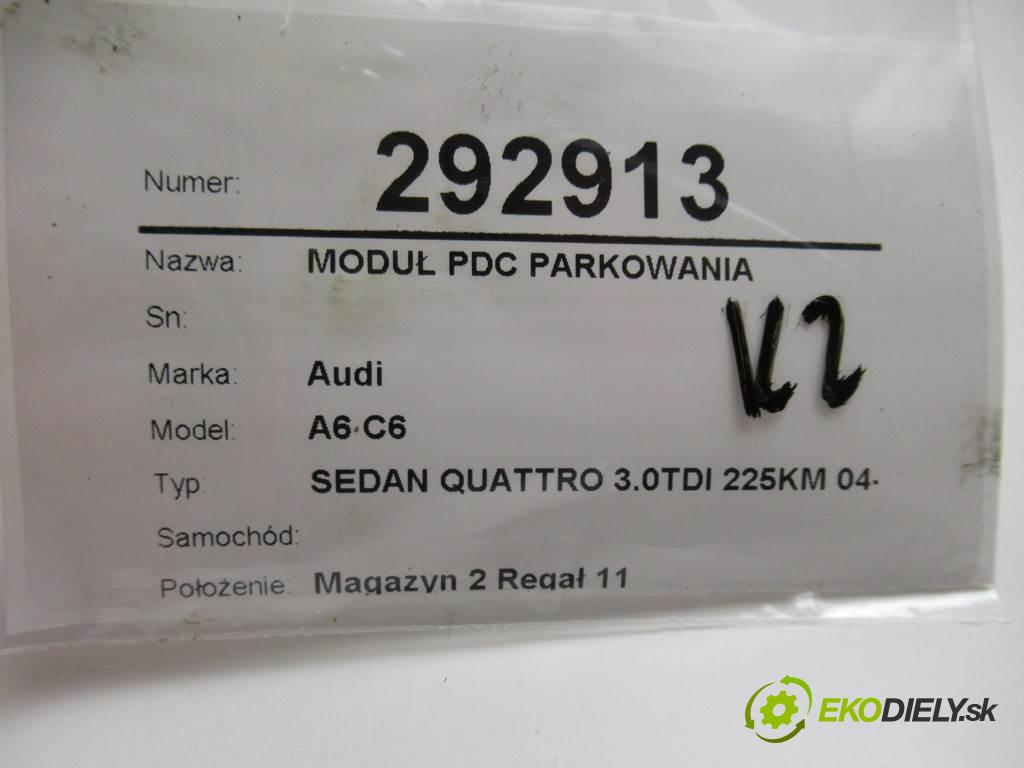 Numer: 292913
Nazwa: MODUŁ PDC PARKOWANIA
Sn:
Marka: Audi
Model: A6 C6
Typ SEDAN QUATTRO 3.0TDI 225KM 04-
Samochód:
Położenie: Magazyn 2 Regał 11
EKODIELY.sk